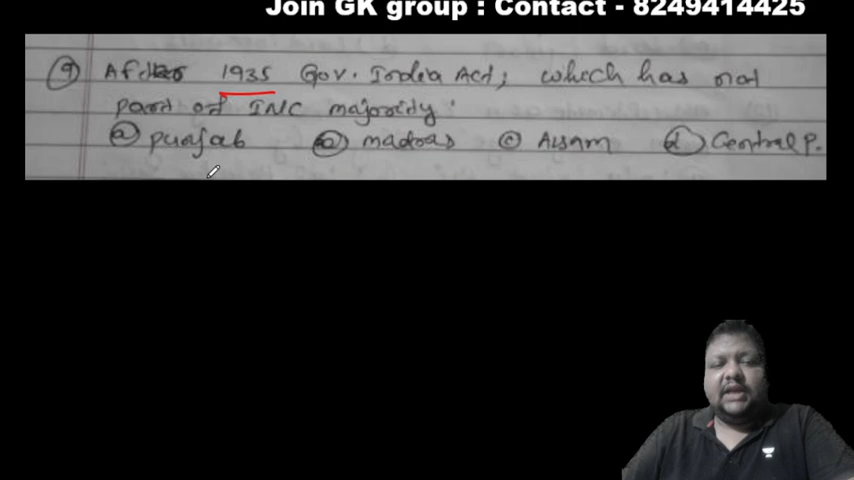 Join GK group : Contact - 8249414425
9 After 1935 Gov. India Act, which has not
part of INC majority :
a punjab b madras c Assam d Central P.